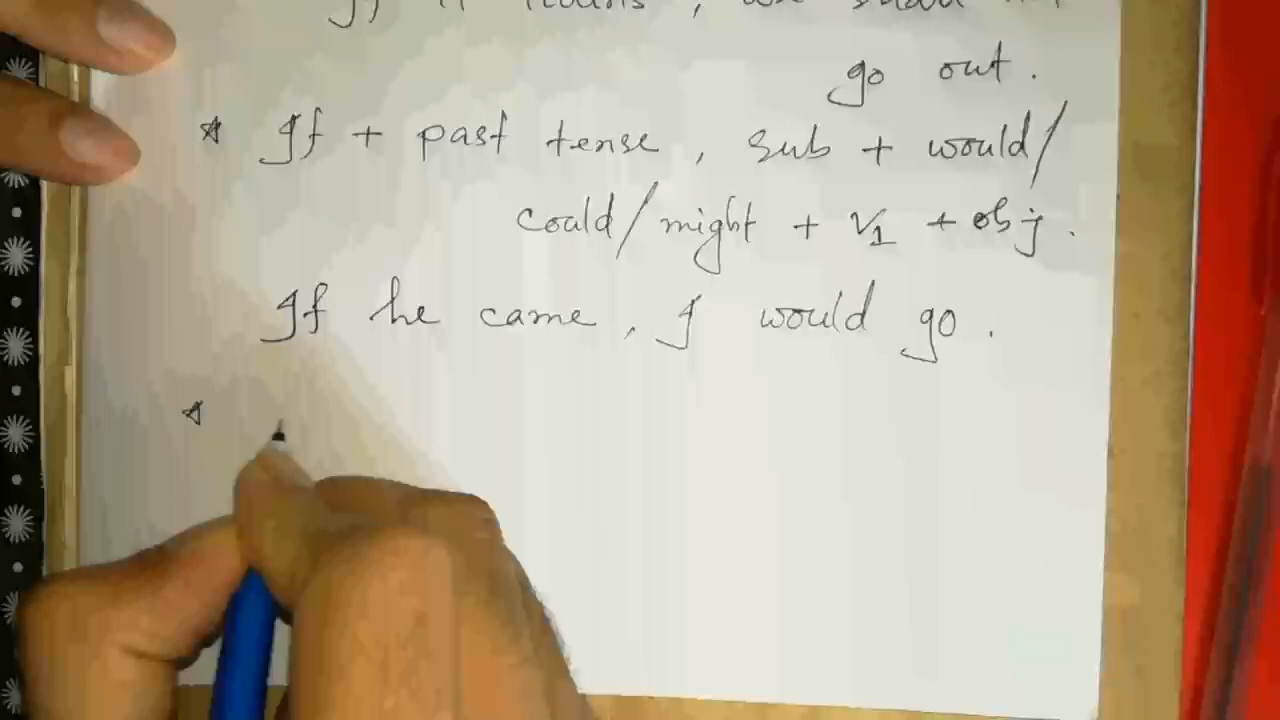 go out.
☆ If + past tense, sub + would/
could/might + V1 + obj.
If he came, I would go.
☆